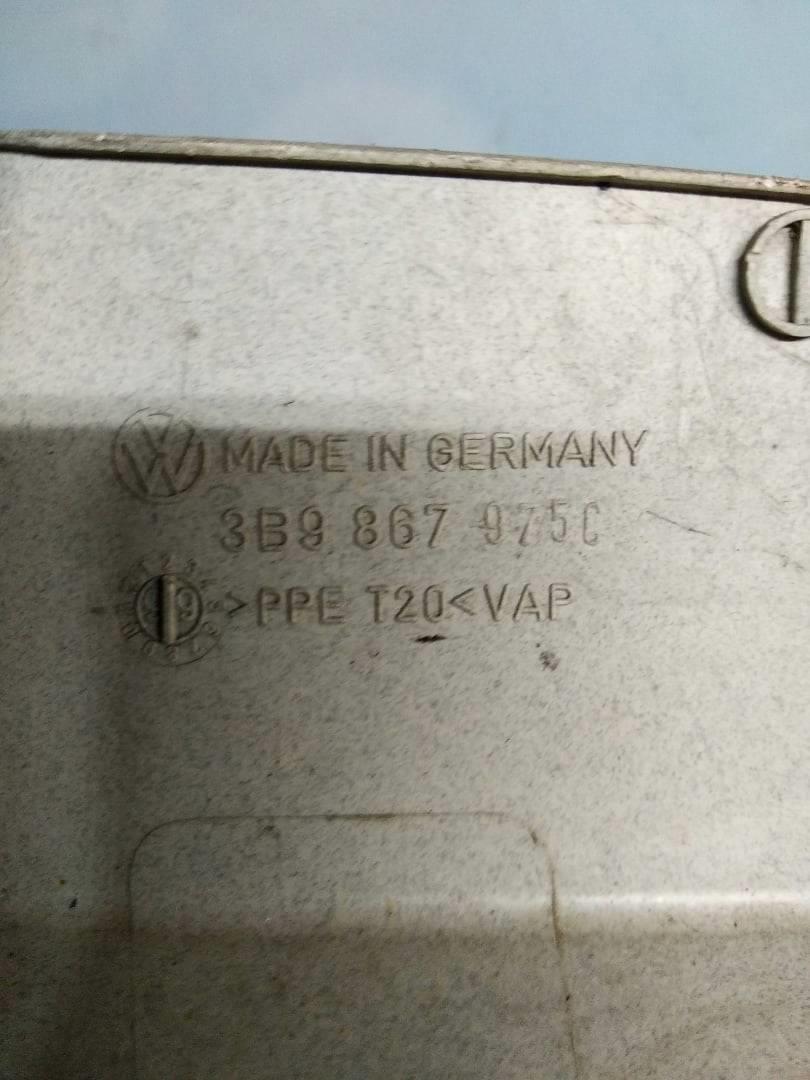 MADE IN GERMANY
3B9 867 975C
>PPE T20<VAP